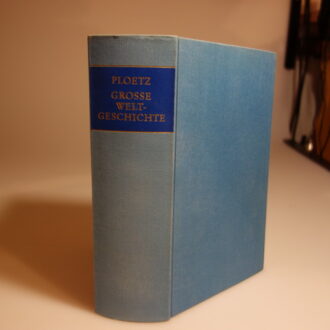 PLOETZ
GROSSE
WELT-
GESCHICHTE